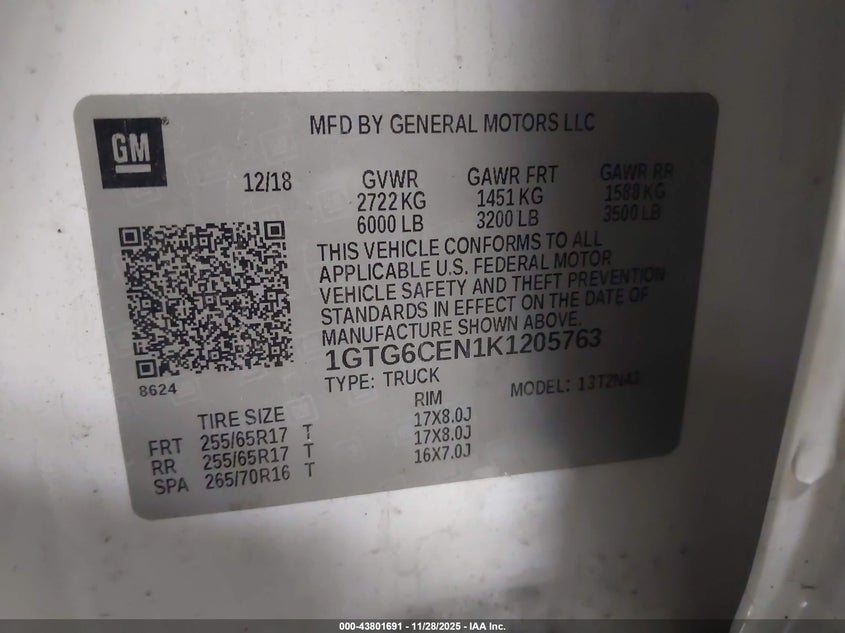 GM
MFD BY GENERAL MOTORS LLC
12/18 GVWR GAWR FRT GAWR RR
2722 KG 1451 KG 1588 KG
6000 LB 3200 LB 3500 LB
THIS VEHICLE CONFORMS TO ALL
APPLICABLE U.S. FEDERAL MOTOR
VEHICLE SAFETY AND THEFT PREVENTION
STANDARDS IN EFFECT ON THE DATE OF
MANUFACTURE SHOWN ABOVE.
1GTG6CEN1K1205763
8624
TYPE: TRUCK MODEL: 13T2N43
TIRE SIZE RIM
FRT 255/65R17 T 17X8.0J
RR 255/65R17 T 17X8.0J
SPA 265/70R16 T 16X7.0J
000-43801691 - 11/28/2025 - IAA Inc.